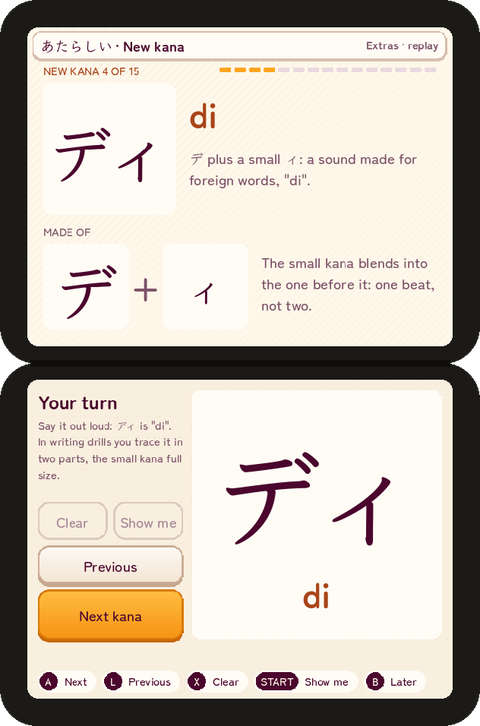 あたらしい・New kana
Extras · replay
NEW KANA 4 OF 15
ディ
di
デ plus a small ィ: a sound made for
foreign words, "di".
MADE OF
デ + ィ
The small kana blends into
the one before it: one beat,
not two.
Your turn
Say it out loud: ディ is "di".
In writing drills you trace it in
two parts, the small kana full
size.
Clear
Show me
Previous
Next kana
ディ
di
A Next
L Previous
X Clear
START Show me
B Later